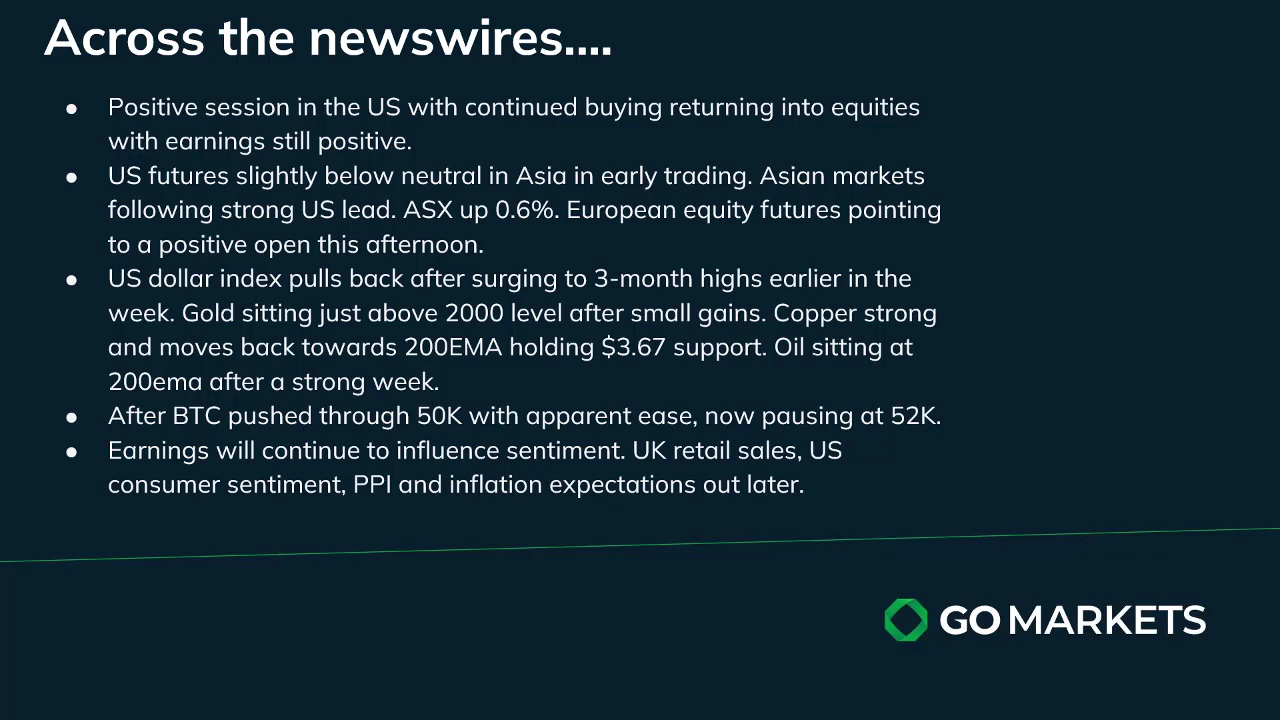 Across the newswires....
● Positive session in the US with continued buying returning into equities
with earnings still positive.
● US futures slightly below neutral in Asia in early trading. Asian markets
following strong US lead. ASX up 0.6%. European equity futures pointing
to a positive open this afternoon.
● US dollar index pulls back after surging to 3-month highs earlier in the
week. Gold sitting just above 2000 level after small gains. Copper strong
and moves back towards 200EMA holding $3.67 support. Oil sitting at
200ema after a strong week.
● After BTC pushed through 50K with apparent ease, now pausing at 52K.
● Earnings will continue to influence sentiment. UK retail sales, US
consumer sentiment, PPI and inflation expectations out later.
GO MARKETS